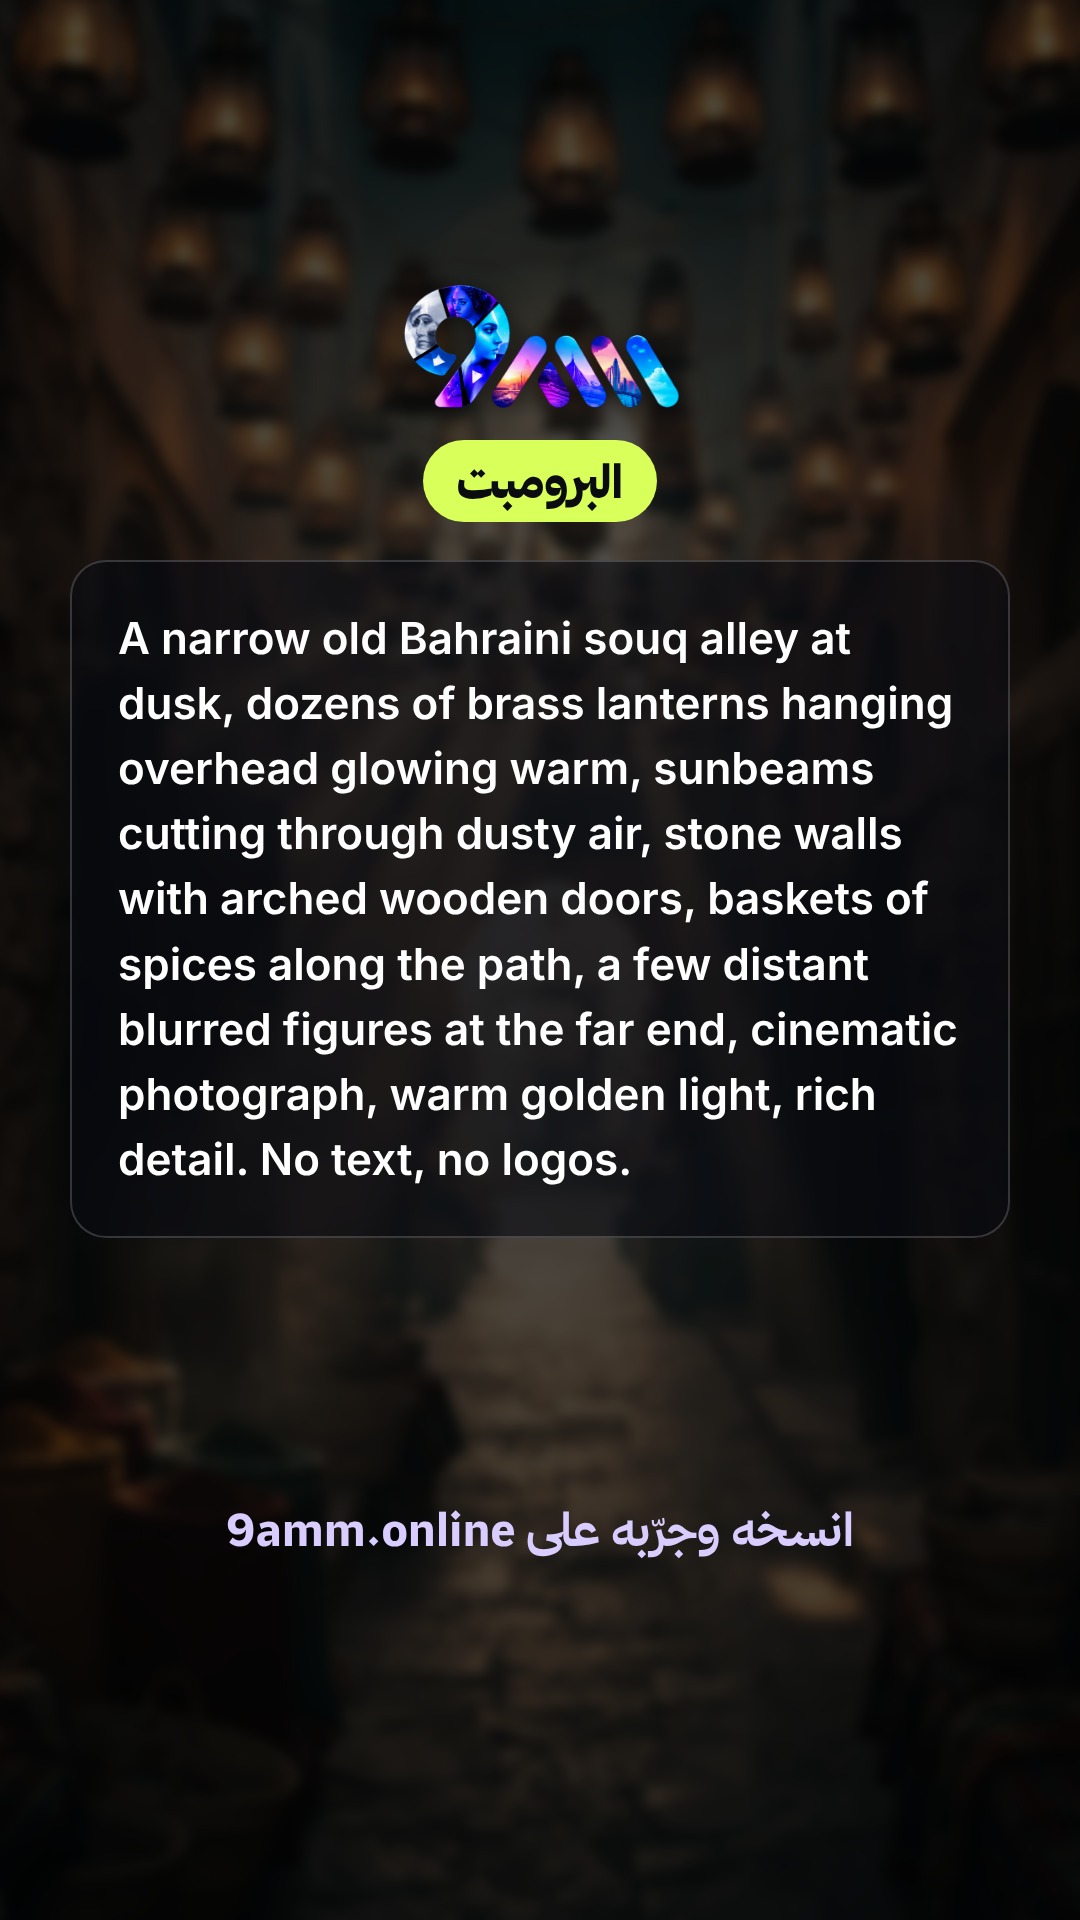 9amm
البرومبت
A narrow old Bahraini souq alley at
dusk, dozens of brass lanterns hanging
overhead glowing warm, sunbeams
cutting through dusty air, stone walls
with arched wooden doors, baskets of
spices along the path, a few distant
blurred figures at the far end, cinematic
photograph, warm golden light, rich
detail. No text, no logos.
انسخه وجرّبه على 9amm.online